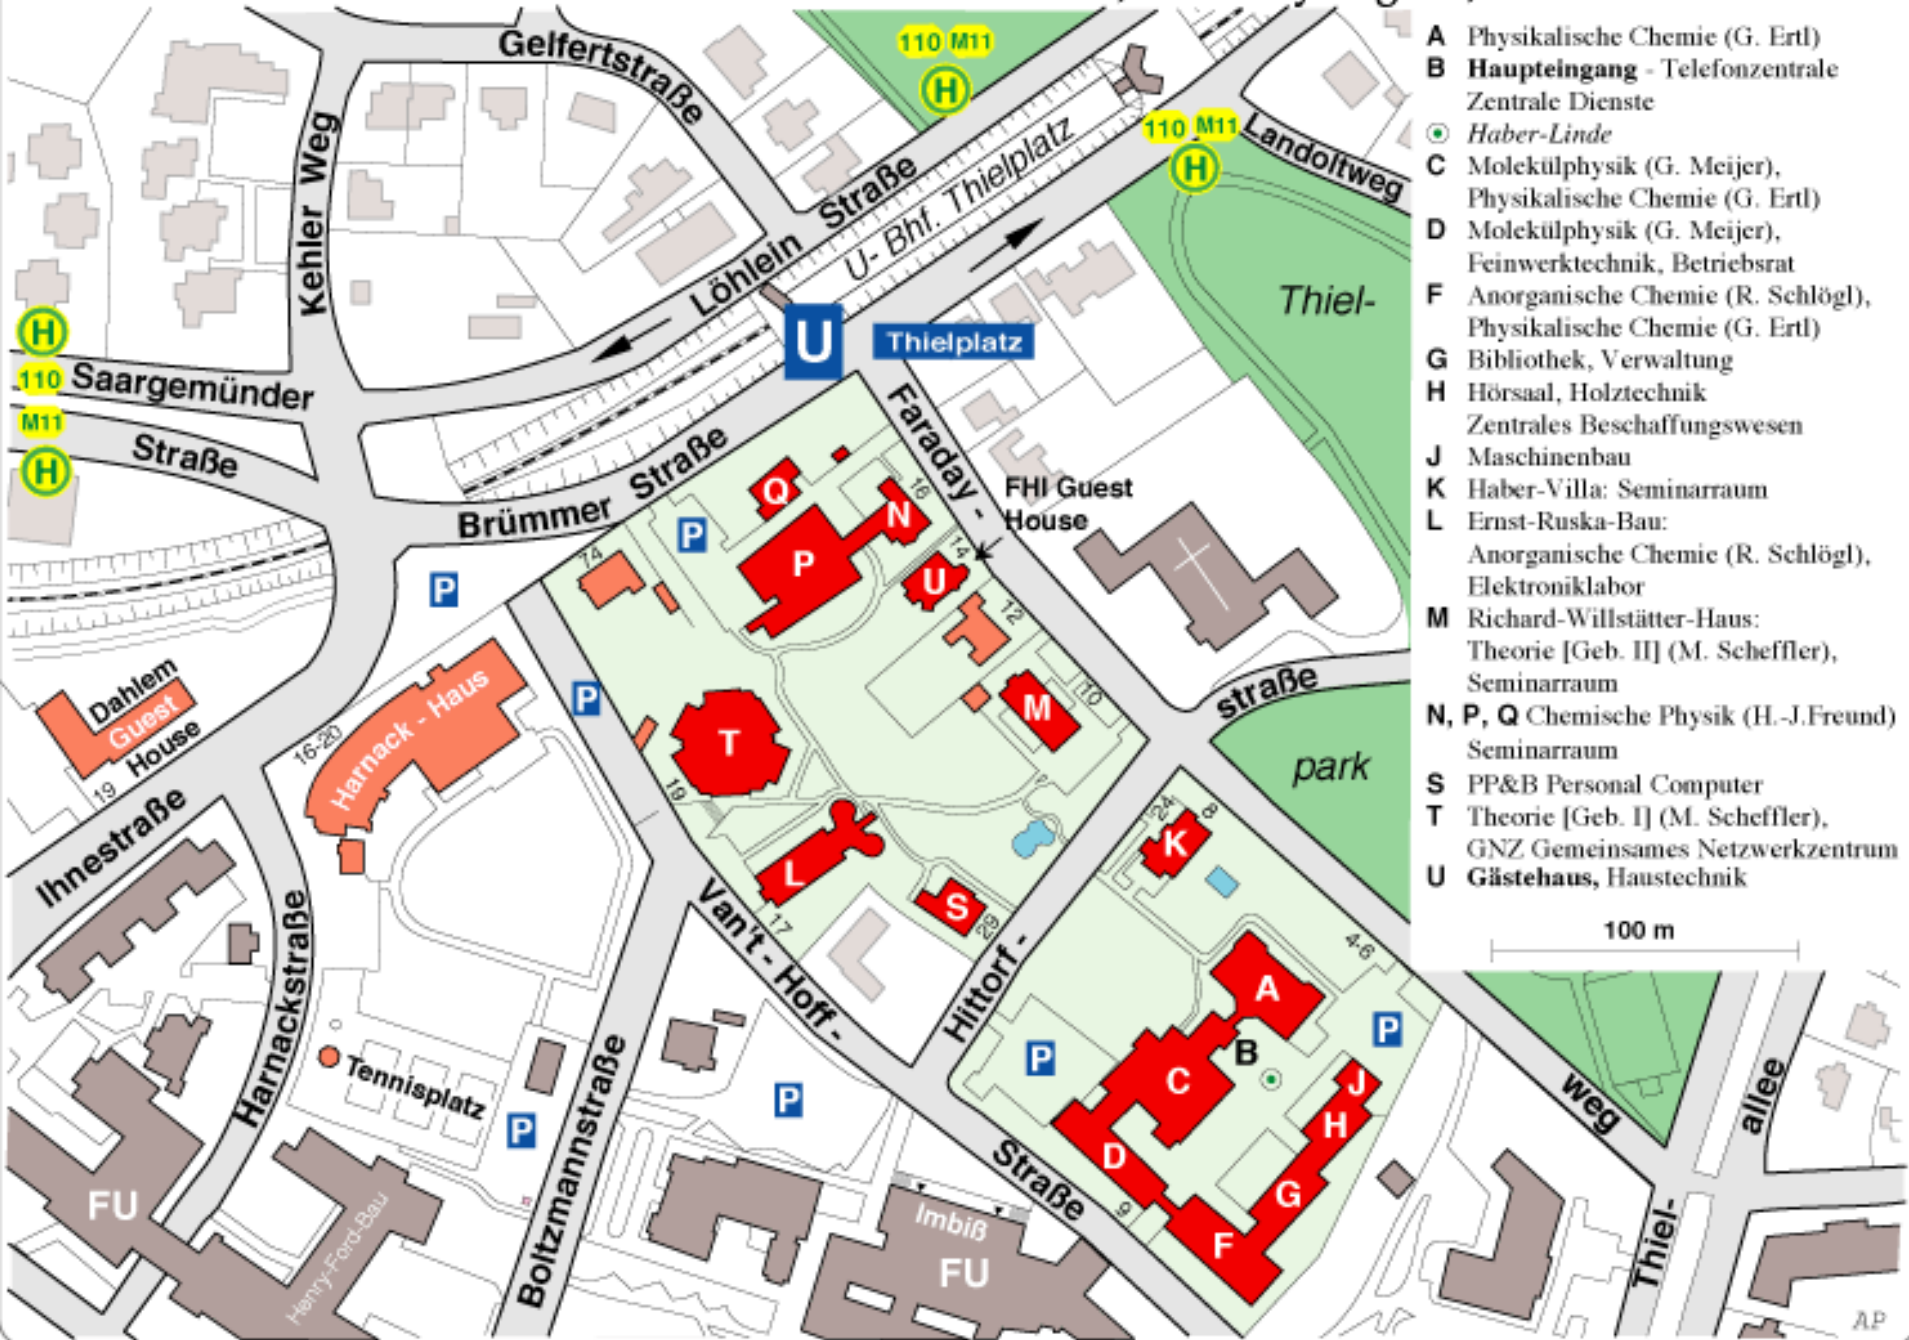 Gelfertstraße
110 M11
H
Kehler Weg
Löhlein Straße
U- Bhf. Thielplatz
110 M11
H
Landoltweg
H
110
M11
H
Saargemünder
Straße
U
Thielplatz
Thiel-
park
Brümmer Straße
Faraday -
straße
FHI Guest
House
P
P
P
Q
N
P
U
T
M
L
S
K
74
16
14
12
10
19
17
29
24
8
4-6
9
Dahlem
Guest
House
19
16-20
Harnack - Haus
Ihnestraße
Harnackstraße
Tennisplatz
P
Boltzmannstraße
Van't - Hoff -
Straße
Hittorf -
P
P
P
A
B
C
D
F
G
H
J
FU
Henry-Ford-Bau
Imbiß
FU
weg
Thiel-
allee
AP
A Physikalische Chemie (G. Ertl)
B Haupteingang - Telefonzentrale
Zentrale Dienste
Haber-Linde
C Molekülphysik (G. Meijer),
Physikalische Chemie (G. Ertl)
D Molekülphysik (G. Meijer),
Feinwerktechnik, Betriebsrat
F Anorganische Chemie (R. Schlögl),
Physikalische Chemie (G. Ertl)
G Bibliothek, Verwaltung
H Hörsaal, Holztechnik
Zentrales Beschaffungswesen
J Maschinenbau
K Haber-Villa: Seminarraum
L Ernst-Ruska-Bau:
Anorganische Chemie (R. Schlögl),
Elektroniklabor
M Richard-Willstätter-Haus:
Theorie [Geb. II] (M. Scheffler),
Seminarraum
N, P, Q Chemische Physik (H.-J.Freund)
Seminarraum
S PP&B Personal Computer
T Theorie [Geb. I] (M. Scheffler),
GNZ Gemeinsames Netzwerkzentrum
U Gästehaus, Haustechnik
100 m